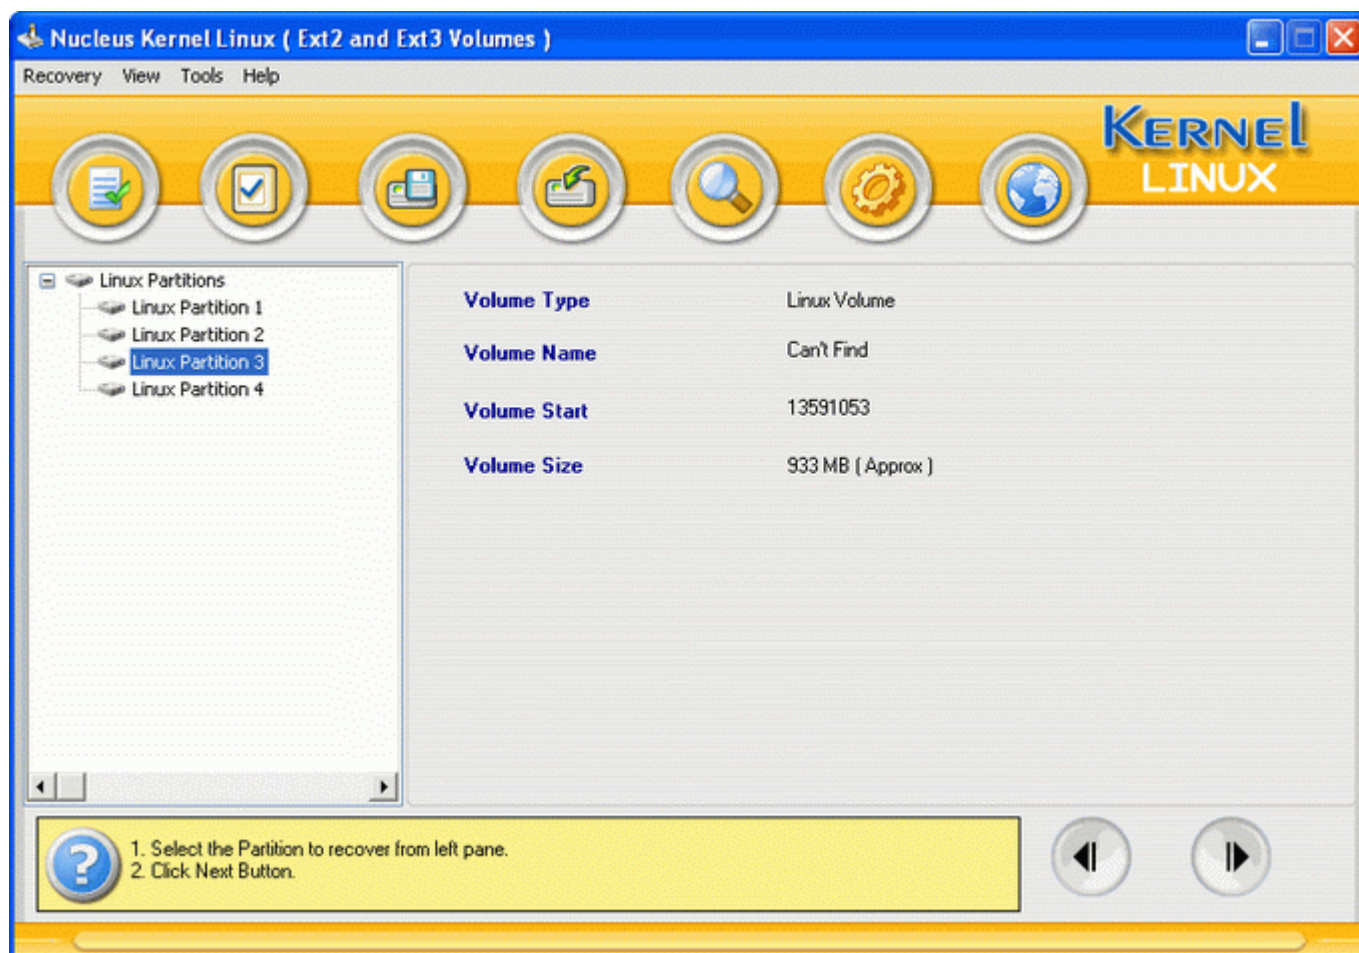 Nucleus Kernel Linux ( Ext2 and Ext3 Volumes )
Recovery View Tools Help
KERNEL
LINUX
Linux Partitions
Linux Partition 1
Linux Partition 2
Linux Partition 3
Linux Partition 4
Volume Type Linux Volume
Volume Name Can't Find
Volume Start 13591053
Volume Size 933 MB ( Approx )
1. Select the Partition to recover from left pane.
2. Click Next Button.